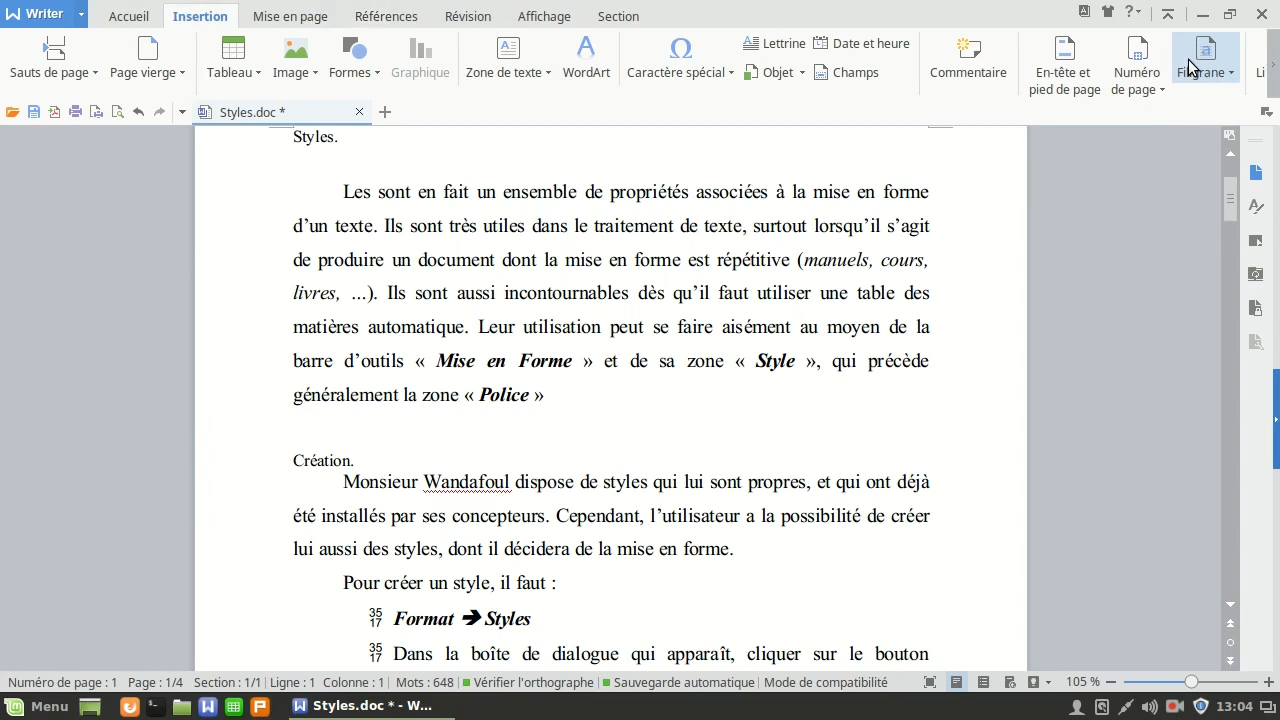 Writer Accueil Insertion Mise en page Références Révision Affichage Section
Sauts de page Page vierge Tableau Image Formes Graphique Zone de texte WordArt Caractère spécial Lettrine Date et heure Objet Champs Commentaire En-tête et pied de page Numéro de page Filigrane Li
Styles.doc *
Styles.
Les sont en fait un ensemble de propriétés associées à la mise en forme
d’un texte. Ils sont très utiles dans le traitement de texte, surtout lorsqu’il s’agit
de produire un document dont la mise en forme est répétitive (manuels, cours,
livres, ...). Ils sont aussi incontournables dès qu’il faut utiliser une table des
matières automatique. Leur utilisation peut se faire aisément au moyen de la
barre d’outils « Mise en Forme » et de sa zone « Style », qui précède
généralement la zone « Police »
Création.
Monsieur Wandafoul dispose de styles qui lui sont propres, et qui ont déjà
été installés par ses concepteurs. Cependant, l’utilisateur a la possibilité de créer
lui aussi des styles, dont il décidera de la mise en forme.
Pour créer un style, il faut :
35 17 Format ➔ Styles
35 17 Dans la boîte de dialogue qui apparaît, cliquer sur le bouton
Numéro de page : 1 Page : 1/4 Section : 1/1 Ligne : 1 Colonne : 1 Mots : 648 Vérifier l'orthographe Sauvegarde automatique Mode de compatibilité 105 %
Menu Styles.doc * - W... 13:04